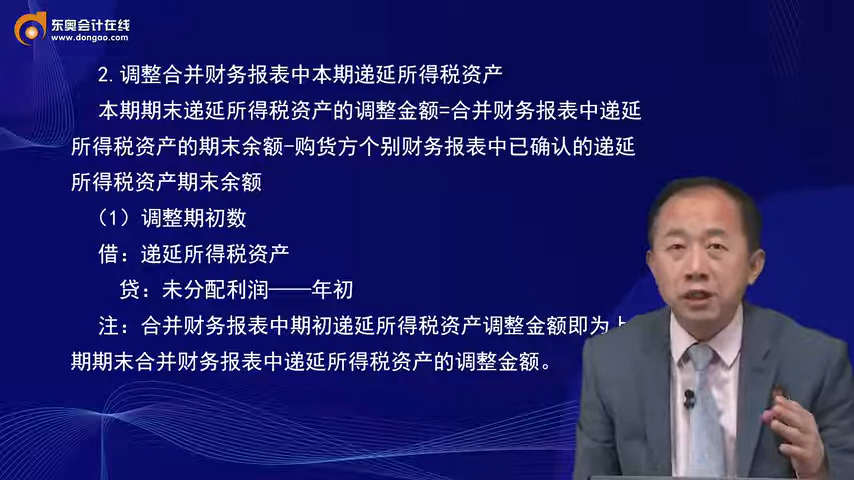 东奥会计在线
www.dongao.com
2.调整合并财务报表中本期递延所得税资产
本期期末递延所得税资产的调整金额=合并财务报表中递延
所得税资产的期末余额-购货方个别财务报表中已确认的递延
所得税资产期末余额
（1）调整期初数
借：递延所得税资产
贷：未分配利润——年初
注：合并财务报表中期初递延所得税资产调整金额即为上
期期末合并财务报表中递延所得税资产的调整金额。